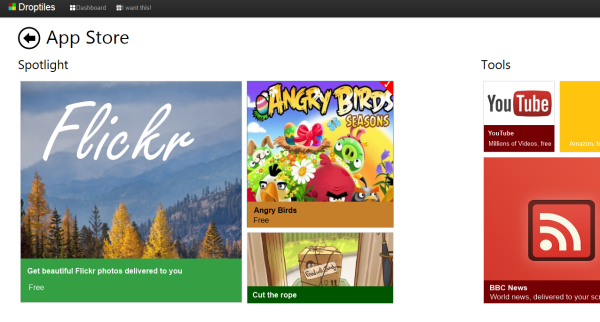 Droptiles
Dashboard
I want this!
App Store
Spotlight
Tools
Flickr
Get beautiful Flickr photos delivered to you
Free
ANGRY BIRDS
SEASONS
Angry Birds
Free
Cut the rope
YouTube
YouTube
Millions of Videos, free
Amazon,
BBC News
World news, delivered to your